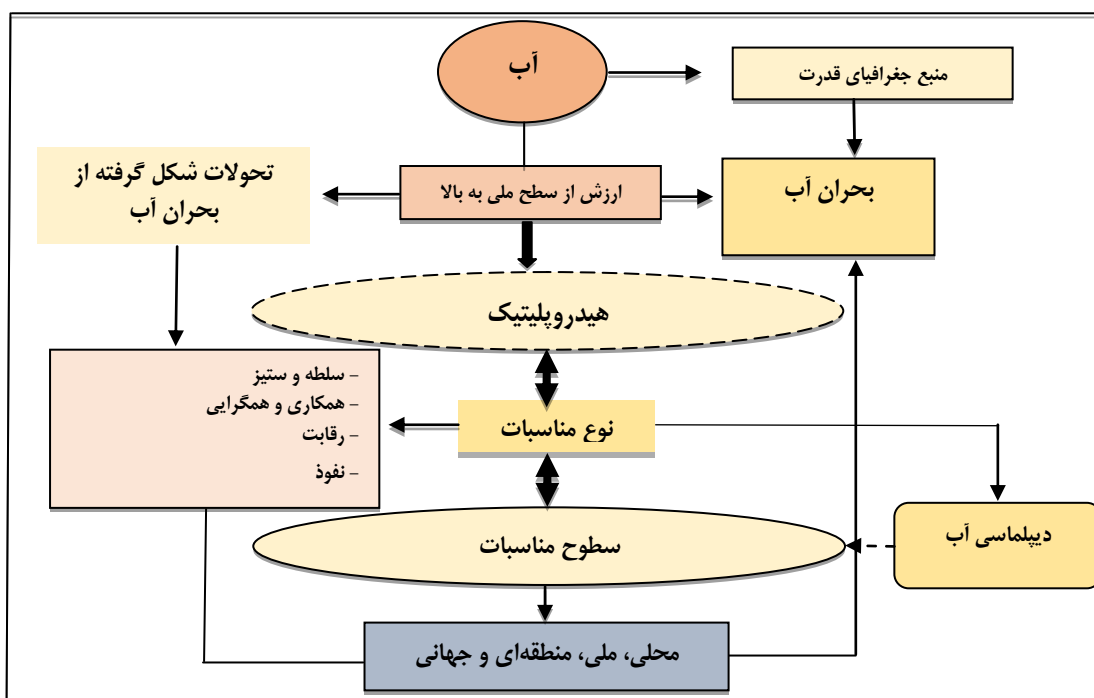 آب
منبع جغرافیای قدرت
تحولات شکل گرفته از
بحران آب
ارزش از سطح ملی به بالا
بحران آب
هیدروپلیتیک
- سلطه و ستیز
- همکاری و همگرایی
- رقابت
- نفوذ
نوع مناسبات
سطوح مناسبات
دیپلماسی آب
محلی، ملی، منطقه‌ای و جهانی